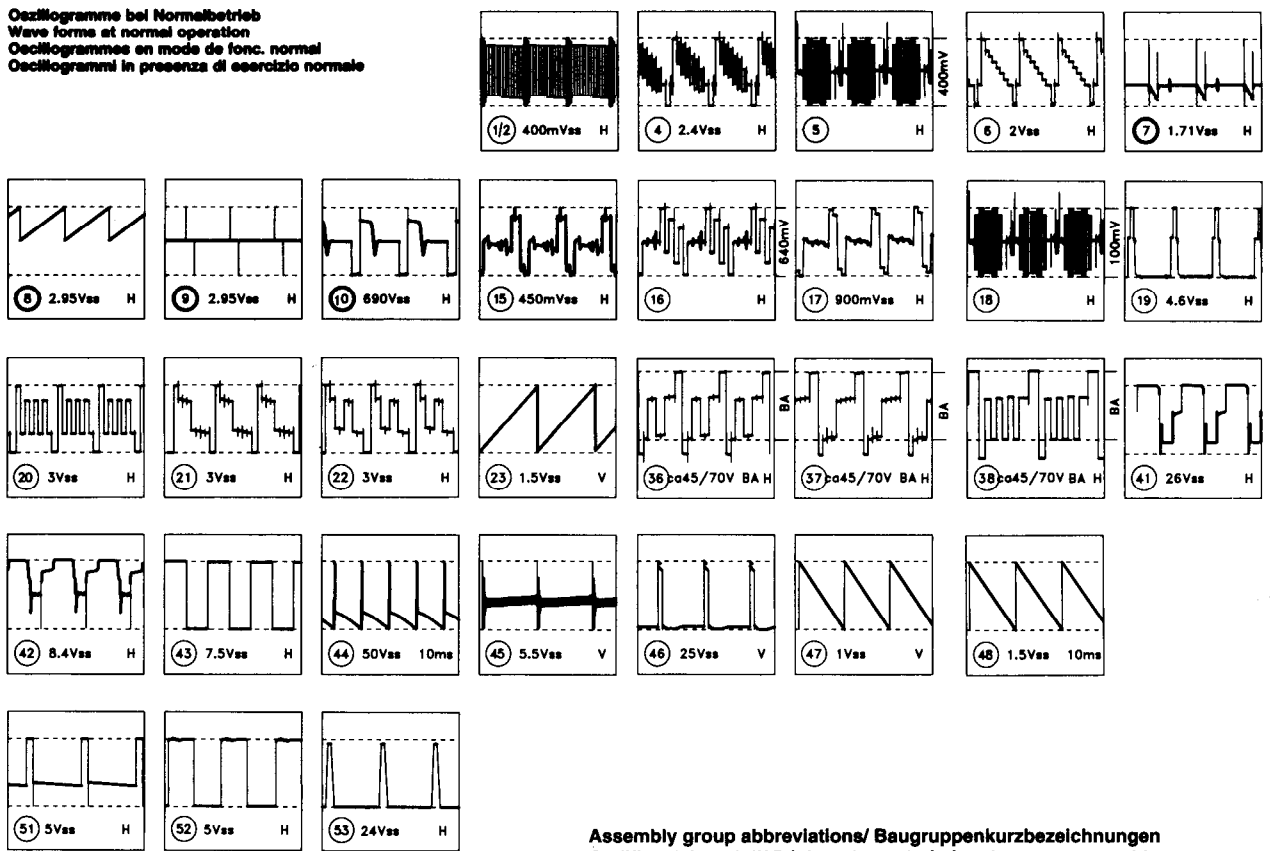 Oszillogramme bei Normalbetrieb
Wave forms at normal operation
Oscillogrammes en mode de fonc. normal
Oscillogrammi in presenza di esercizio normale
1/2 400mVss H
4 2.4Vss H
5 H
400mV
6 2Vss H
7 1.71Vss H
8 2.95Vss H
9 2.95Vss H
10 690Vss H
15 450mVss H
16 H
640mV
17 900mVss H
18 H
100mV
19 4.6Vss H
20 3Vss H
21 3Vss H
22 3Vss H
23 1.5Vss V
36 ca45/70V BA H
BA
37 ca45/70V BA H
BA
38 ca45/70V BA H
BA
41 26Vss H
42 8.4Vss H
43 7.5Vss H
44 50Vss 10ms
45 5.5Vss V
46 25Vss V
47 1Vss V
48 1.5Vss 10ms
51 5Vss H
52 5Vss H
53 24Vss H
Assembly group abbreviations/ Baugruppenkurzbezeichnungen